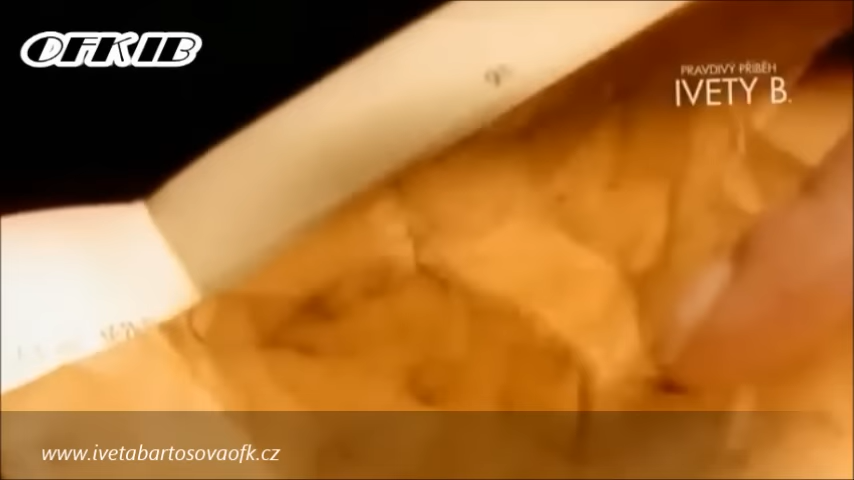 OFKIB
PRAVDIVÝ PŘÍBĚH
IVETY B.
www.ivetabartosovaofk.cz